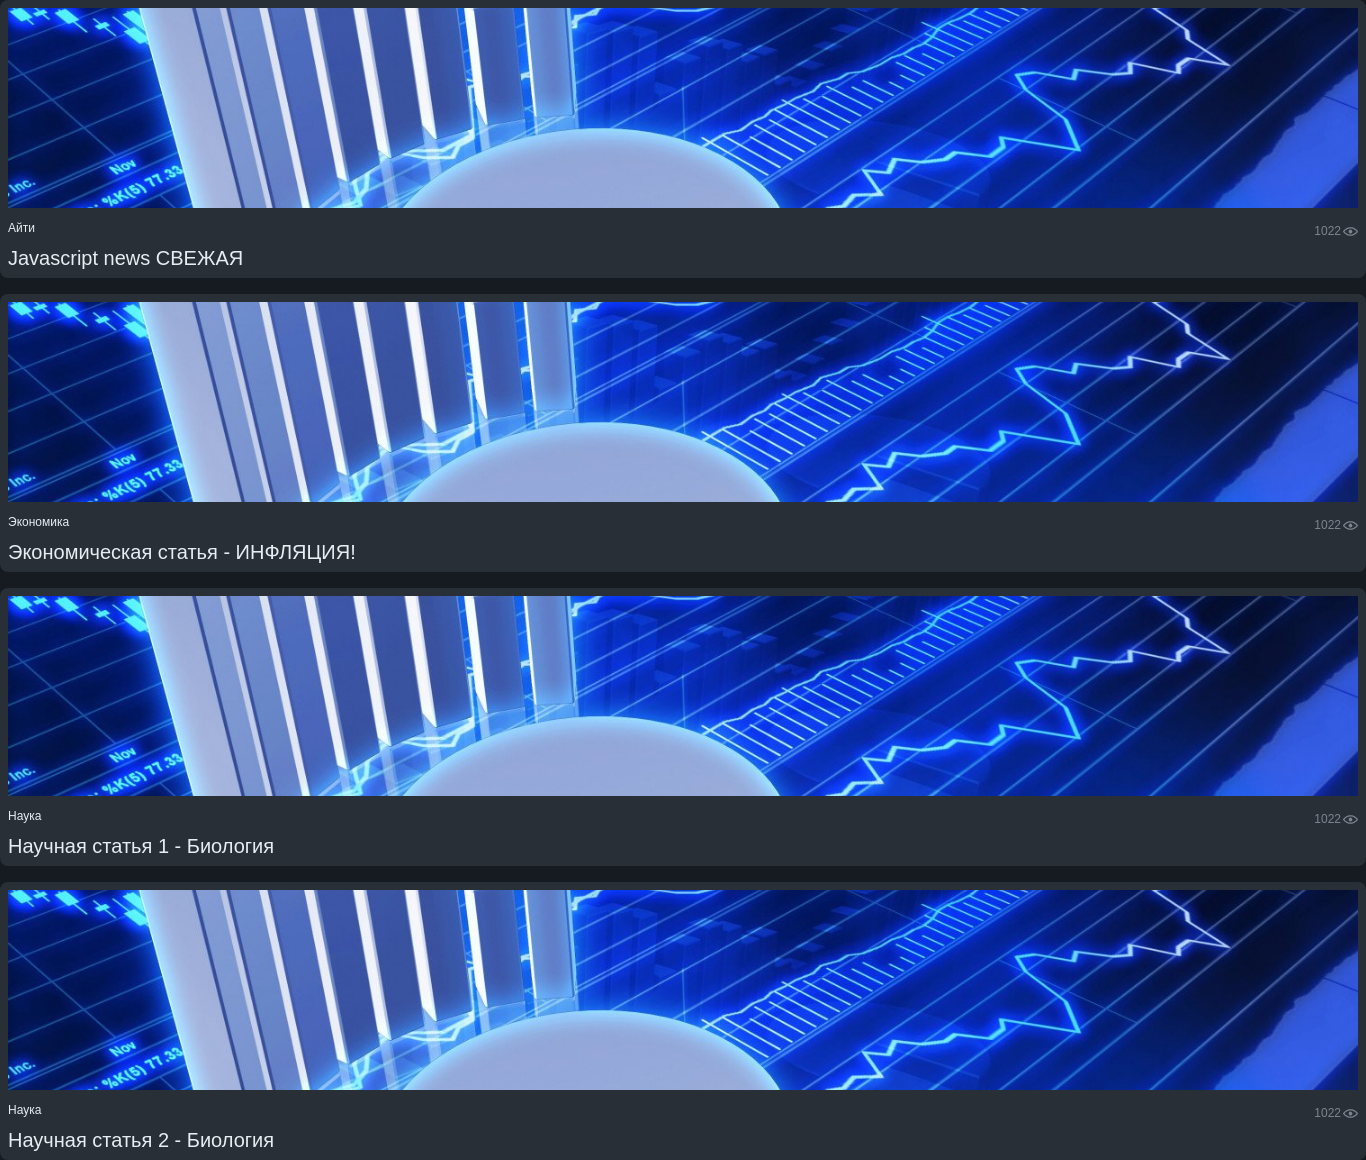 Nov
Inc.
%K(5) 77.33
Айти
1022
Javascript news СВЕЖАЯ
Nov
Inc.
%K(5) 77.33
Экономика
1022
Экономическая статья - ИНФЛЯЦИЯ!
Nov
Inc.
%K(5) 77.33
Наука
1022
Научная статья 1 - Биология
Nov
Inc.
%K(5) 77.33
Наука
1022
Научная статья 2 - Биология